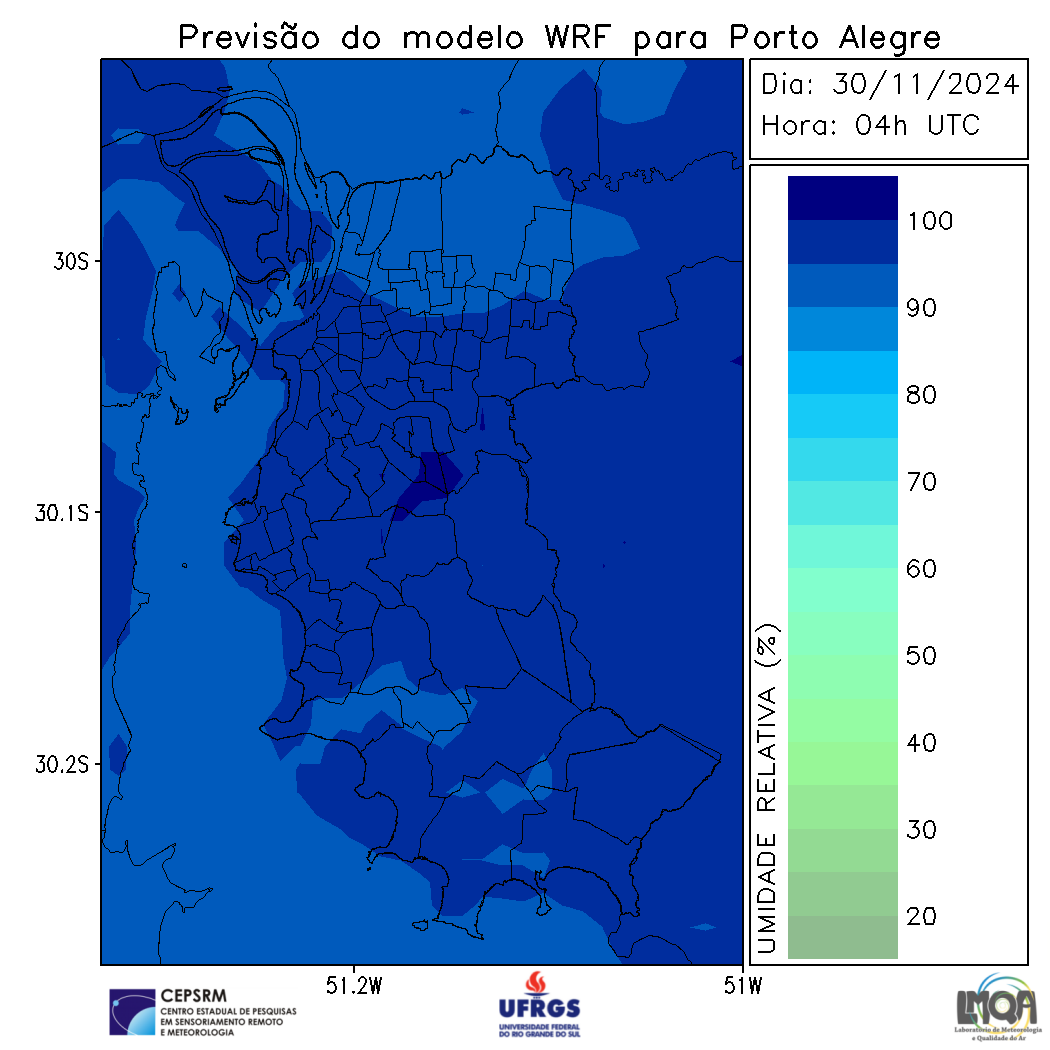 Previsão do modelo WRF para Porto Alegre
Dia: 30/11/2024
Hora: 04h UTC
100
90
80
70
60
50
40
30
20
UMIDADE RELATIVA (%)
30S
30.1S
30.2S
51.2W
51W
CEPSRM
CENTRO ESTADUAL DE PESQUISAS
EM SENSORIAMENTO REMOTO
E METEOROLOGIA
UFRGS
UNIVERSIDADE FEDERAL
DO RIO GRANDE DO SUL
LMQA
Laboratório de Meteorologia
e Qualidade do Ar